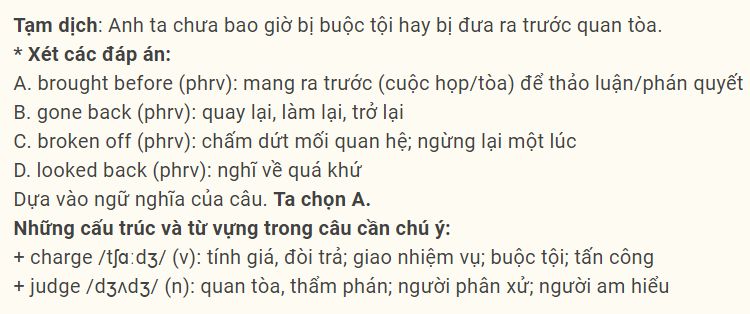 Tạm dịch: Anh ta chưa bao giờ bị buộc tội hay bị đưa ra trước quan tòa.
* Xét các đáp án:
A. brought before (phrv): mang ra trước (cuộc họp/tòa) để thảo luận/phán quyết
B. gone back (phrv): quay lại, làm lại, trở lại
C. broken off (phrv): chấm dứt mối quan hệ; ngừng lại một lúc
D. looked back (phrv): nghĩ về quá khứ
Dựa vào ngữ nghĩa của câu. Ta chọn A.
Những cấu trúc và từ vựng trong câu cần chú ý:
+ charge /tʃɑːdʒ/ (v): tính giá, đòi trả; giao nhiệm vụ; buộc tội; tấn công
+ judge /dʒʌdʒ/ (n): quan tòa, thẩm phán; người phân xử; người am hiểu